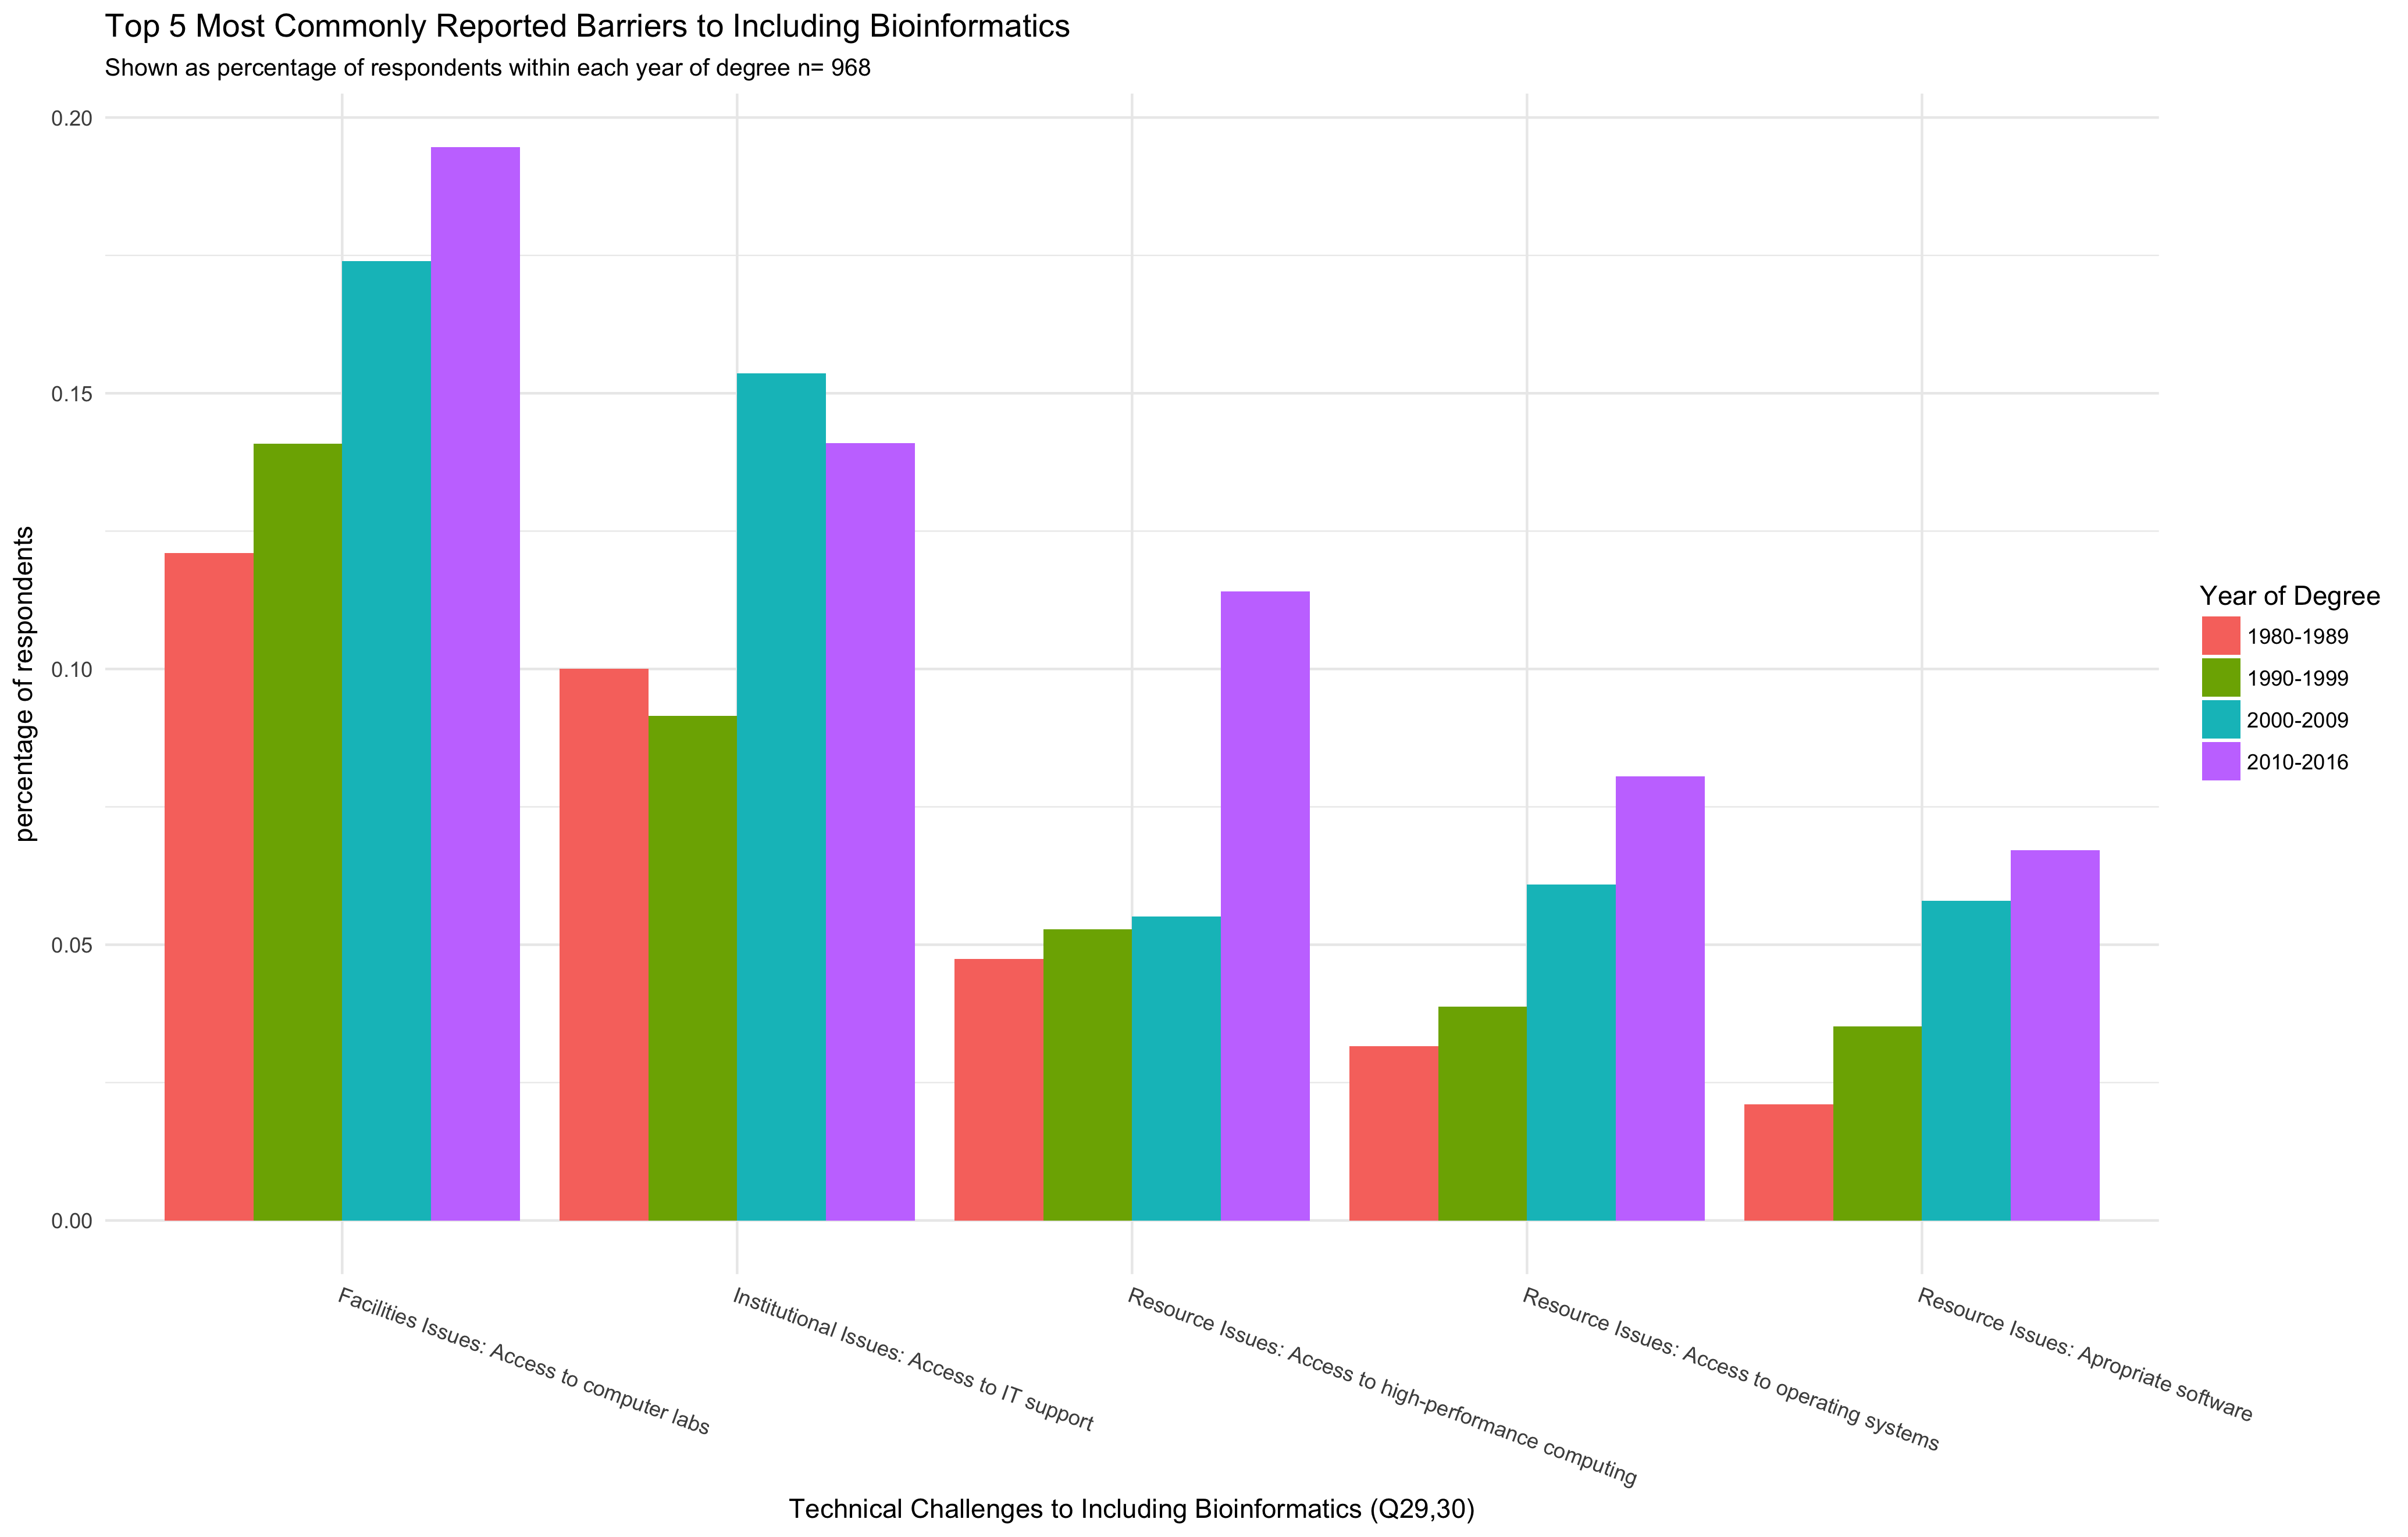 Top 5 Most Commonly Reported Barriers to Including Bioinformatics
Shown as percentage of respondents within each year of degree n= 968
percentage of respondents
0.20
0.15
0.10
0.05
0.00
Facilities Issues: Access to computer labs
Institutional Issues: Access to IT support
Resource Issues: Access to high-performance computing
Resource Issues: Access to operating systems
Resource Issues: Apropriate software
Technical Challenges to Including Bioinformatics (Q29,30)
Year of Degree
1980-1989
1990-1999
2000-2009
2010-2016